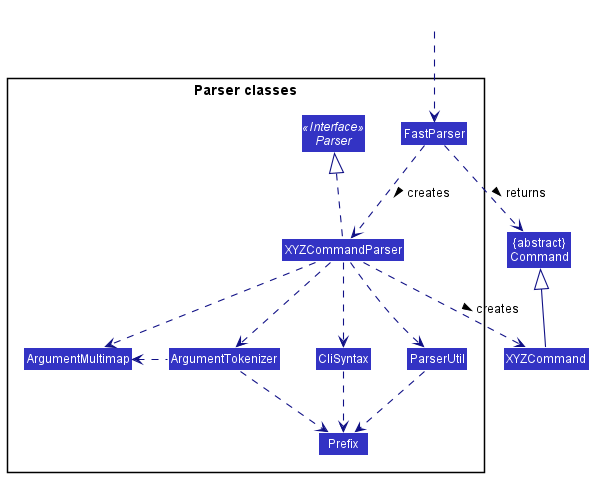 Parser classes
«Interface»
Parser
FastParser
creates
returns
XYZCommandParser
{abstract}
Command
creates
ArgumentMultimap
ArgumentTokenizer
CliSyntax
ParserUtil
XYZCommand
Prefix